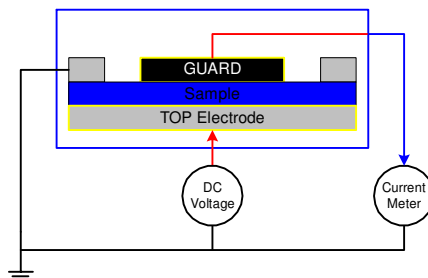 GUARD
Sample
TOP Electrode
DC
Voltage
Current
Meter